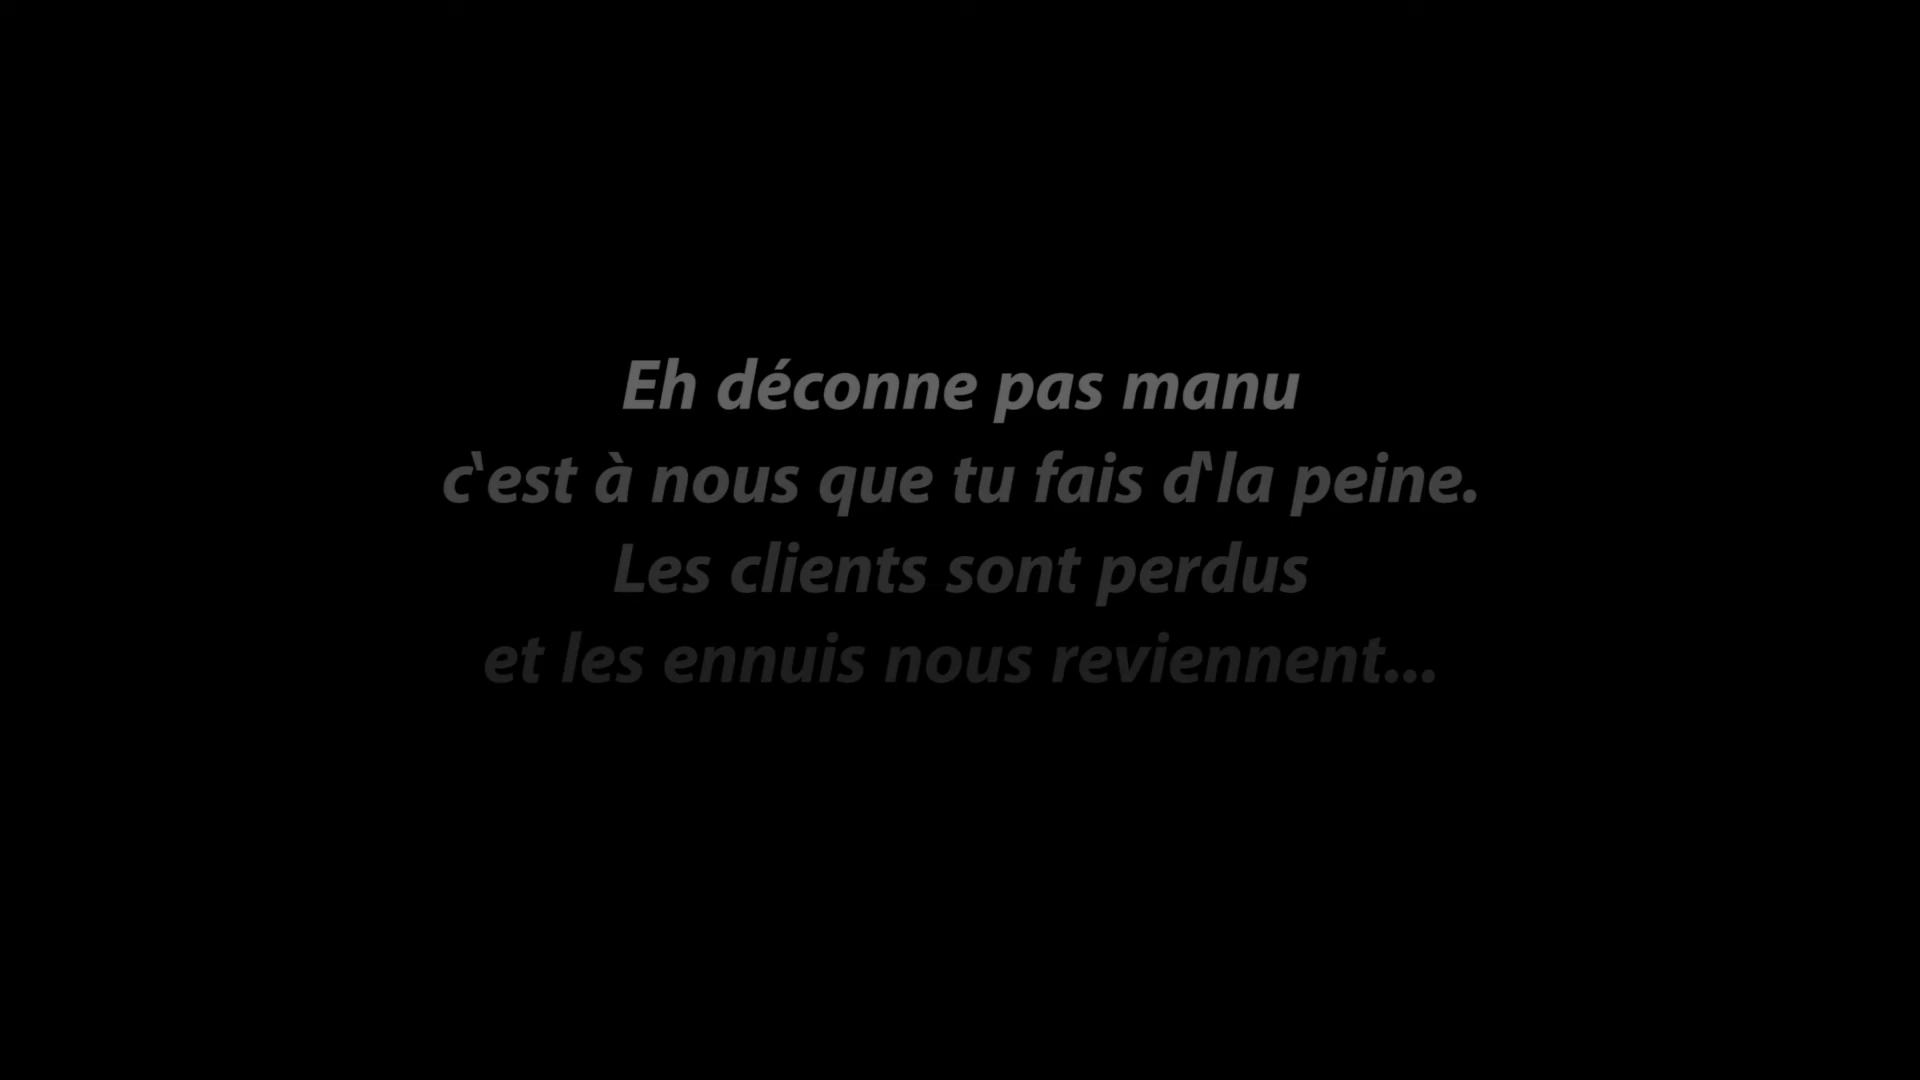 Eh déconne pas manu
c‵est à nous que tu fais d‵la peine.
Les clients sont perdus
et les ennuis nous reviennent...